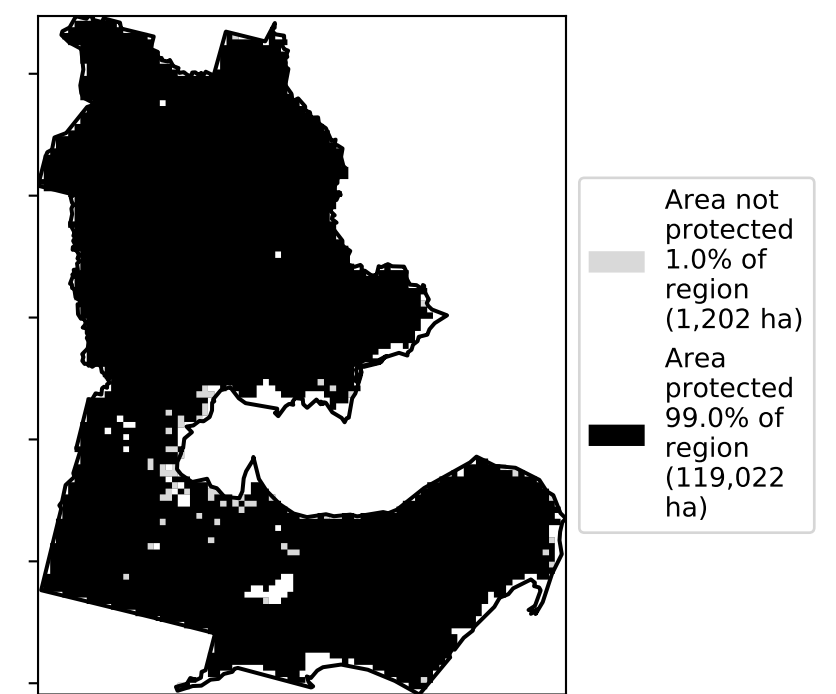 Area not
protected
1.0% of
region
(1,202 ha)
Area
protected
99.0% of
region
(119,022
ha)